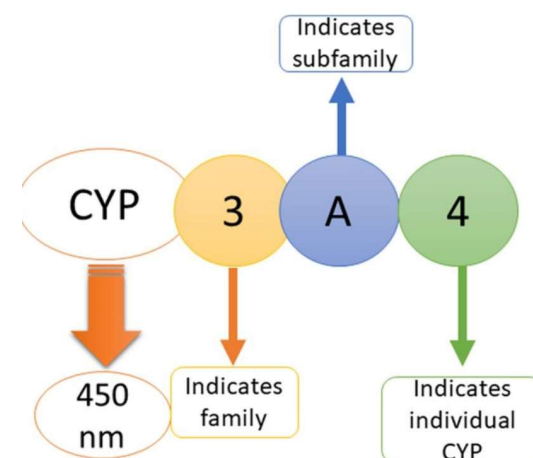 Indicates
subfamily
CYP
3
A
4
450
nm
Indicates
family
Indicates
individual
CYP